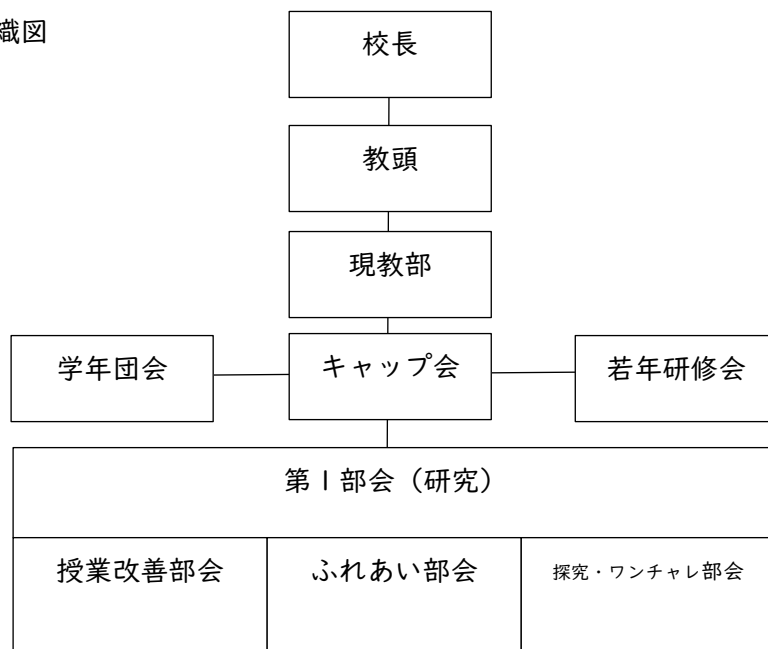 織図
校長
教頭
現教部
学年団会
キャップ会
若年研修会
第1部会（研究）
授業改善部会
ふれあい部会
探究・ワンチャレ部会